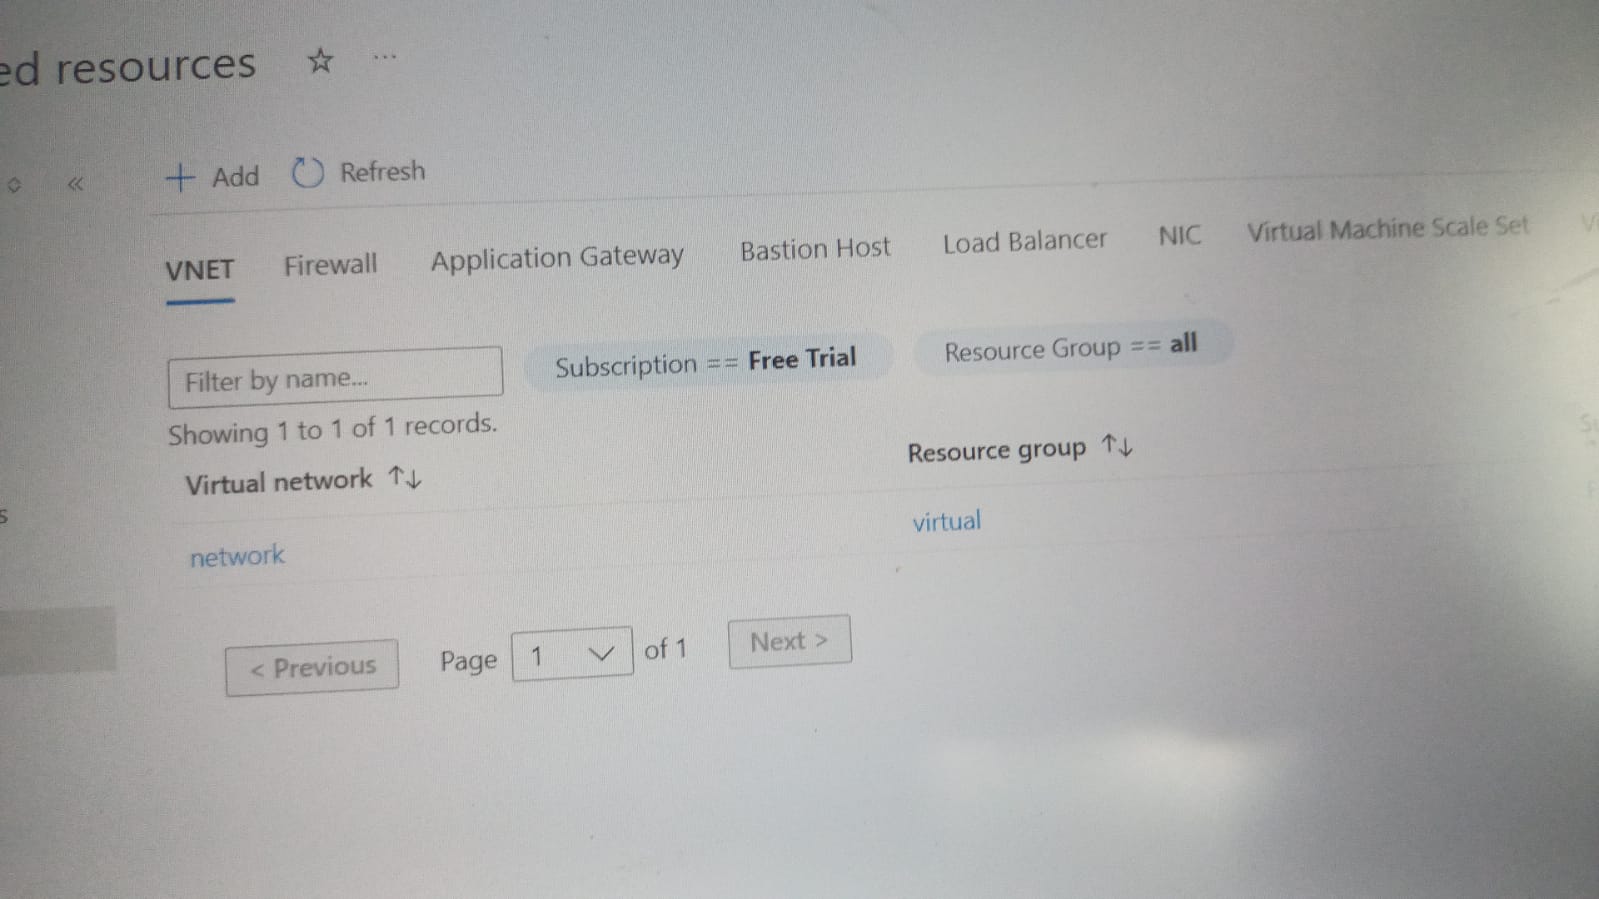 ed resources
Add Refresh
VNET Firewall Application Gateway Bastion Host Load Balancer NIC Virtual Machine Scale Set
Filter by name... Subscription == Free Trial Resource Group == all
Showing 1 to 1 of 1 records.
Virtual network ↑↓ Resource group ↑↓
network virtual
s
< Previous Page 1 of 1 Next >